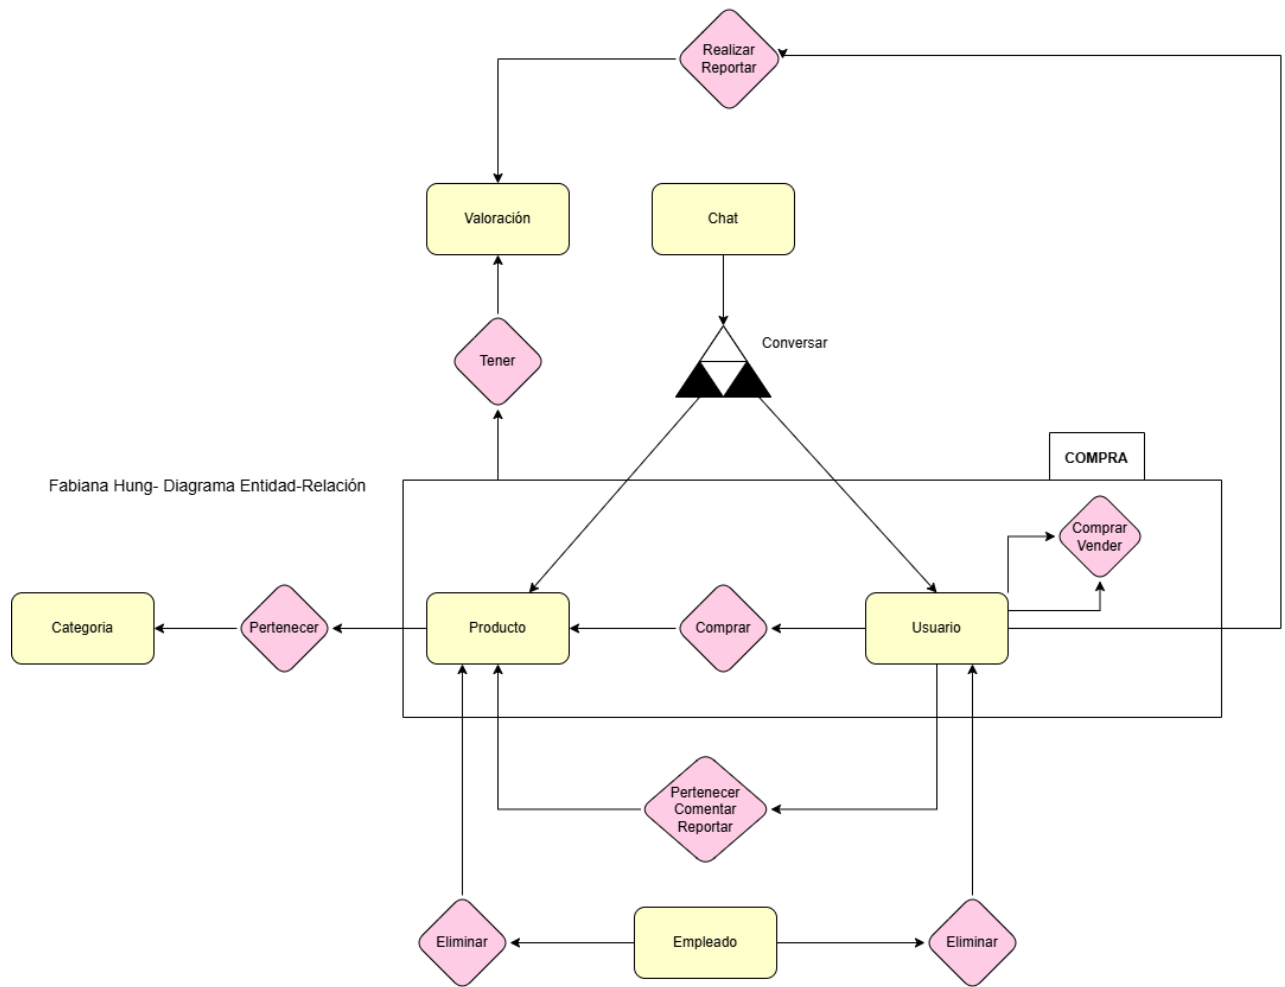 Realizar
Reportar
Valoración
Chat
Tener
Conversar
COMPRA
Fabiana Hung- Diagrama Entidad-Relación
Comprar
Vender
Categoria
Pertenecer
Producto
Comprar
Usuario
Pertenecer
Comentar
Reportar
Eliminar
Empleado
Eliminar